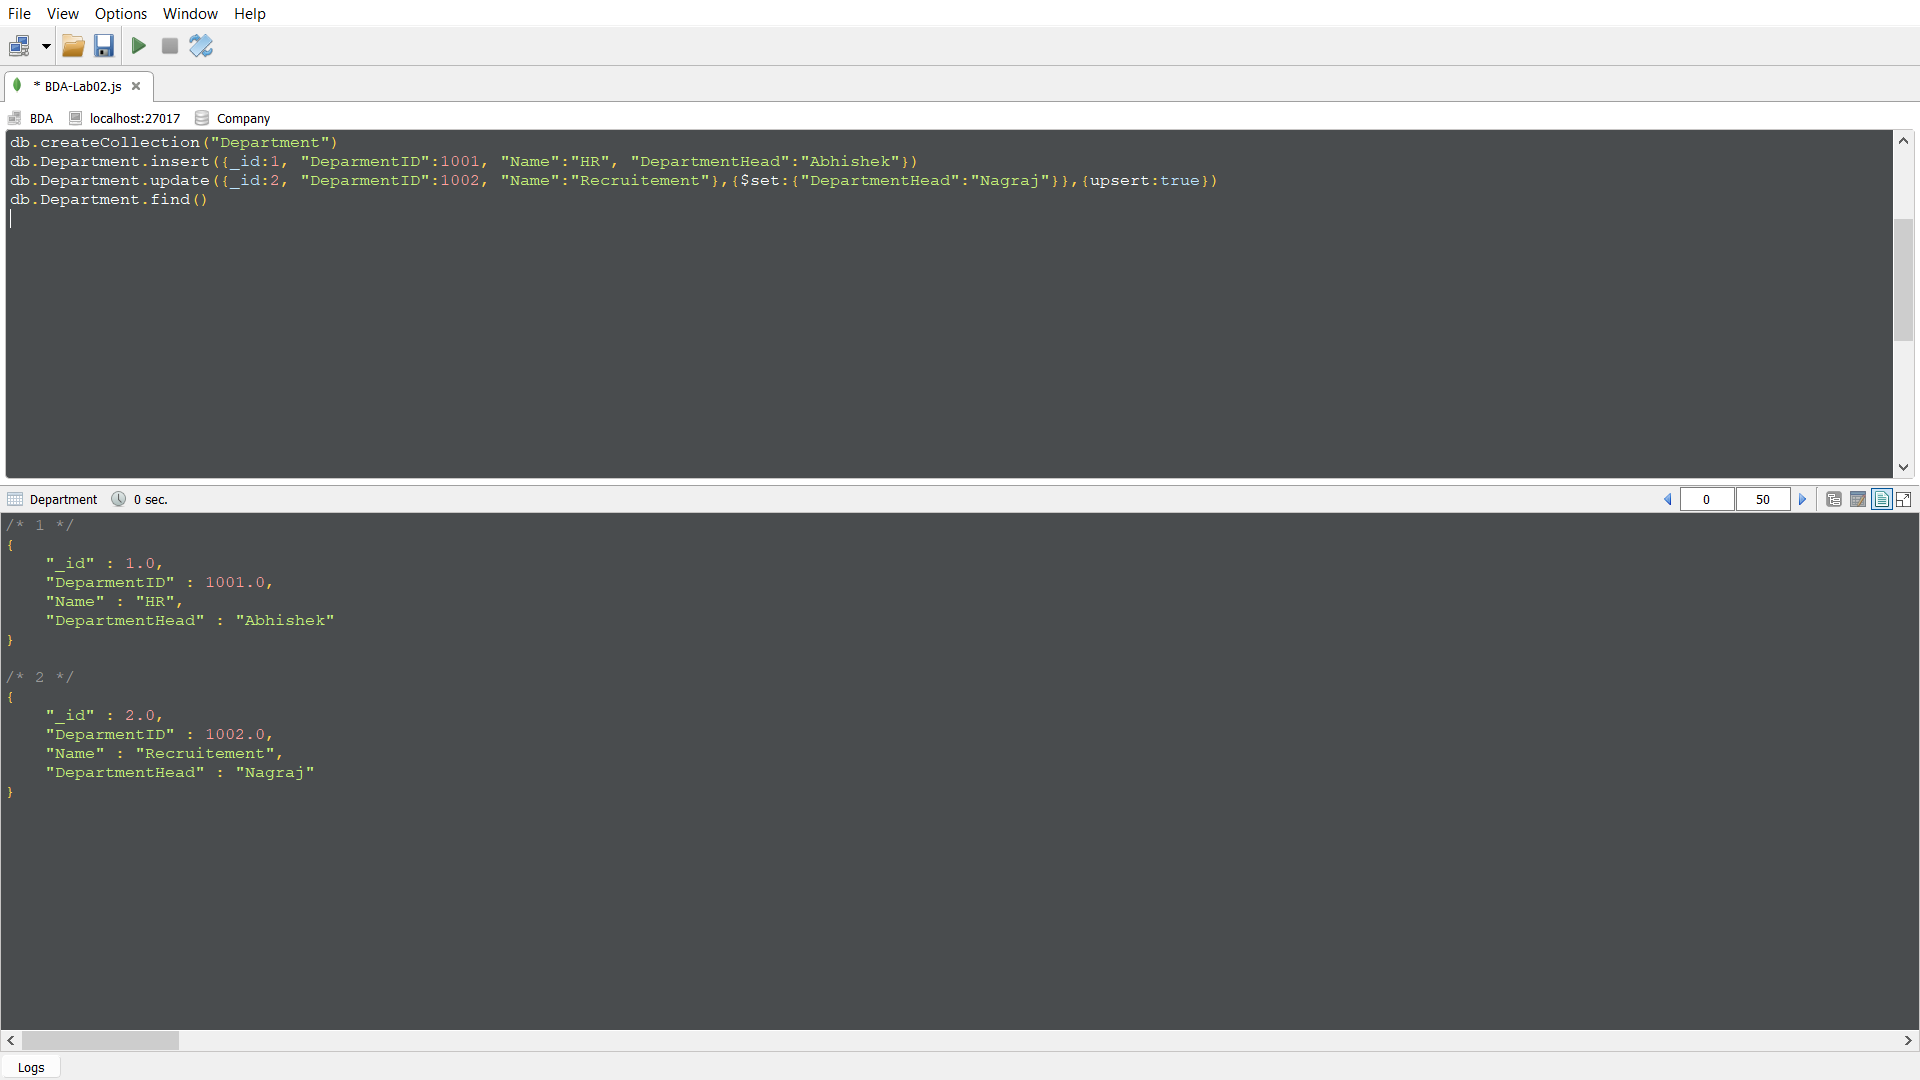 File View Options Window Help
* BDA-Lab02.js
BDA localhost:27017 Company
db.createCollection("Department")
db.Department.insert({_id:1, "DeparmentID":1001, "Name":"HR", "DepartmentHead":"Abhishek"})
db.Department.update({_id:2, "DeparmentID":1002, "Name":"Recruitement"},{$set:{"DepartmentHead":"Nagraj"}},{upsert:true})
db.Department.find()
Department 0 sec. 0 50
/* 1 */
{
"_id" : 1.0,
"DeparmentID" : 1001.0,
"Name" : "HR",
"DepartmentHead" : "Abhishek"
}
/* 2 */
{
"_id" : 2.0,
"DeparmentID" : 1002.0,
"Name" : "Recruitement",
"DepartmentHead" : "Nagraj"
}
Logs